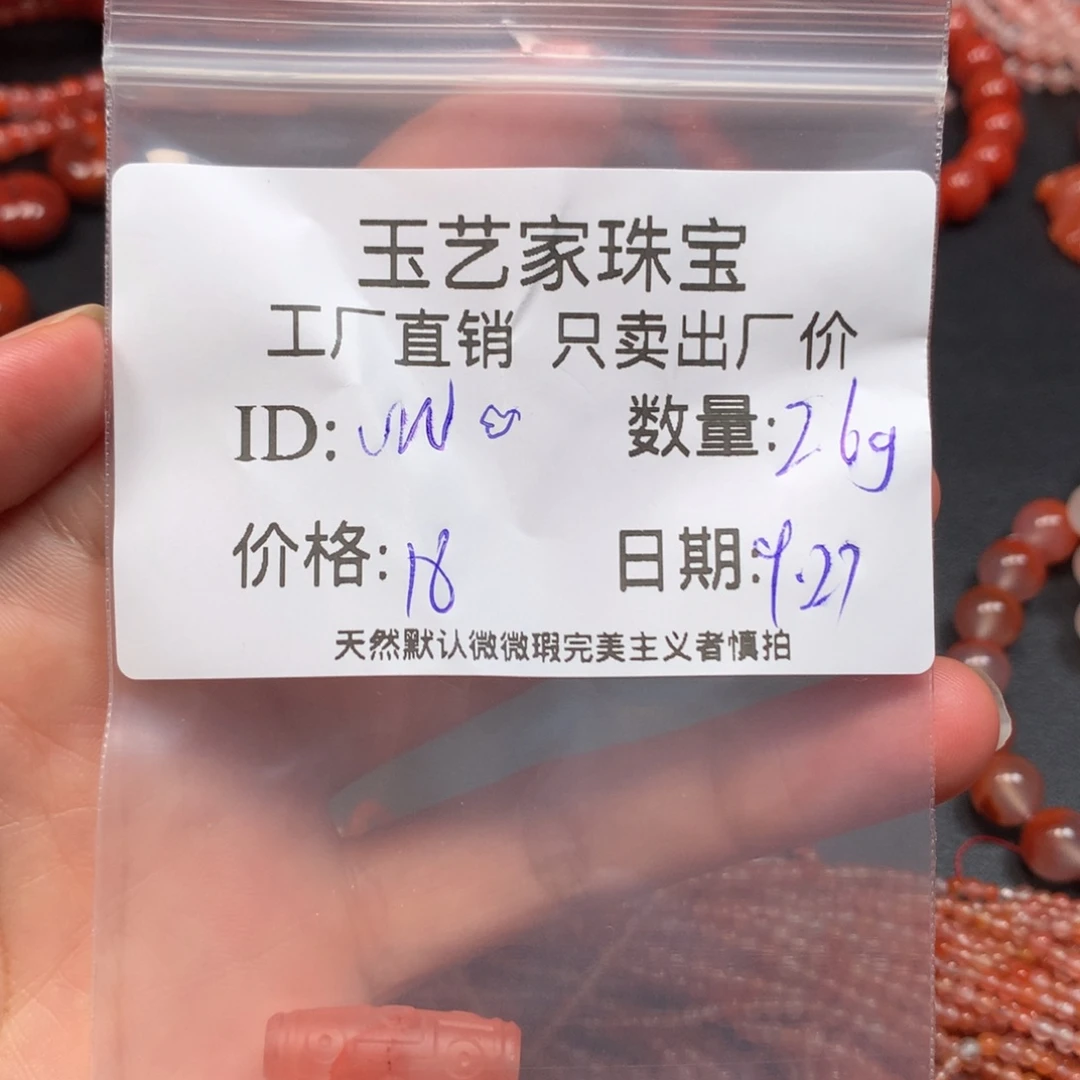 玉艺家珠宝
工厂直销 只卖出厂价
ID: 数量:26g
价格:18 日期:9.27
天然默认微微瑕完美主义者慎拍